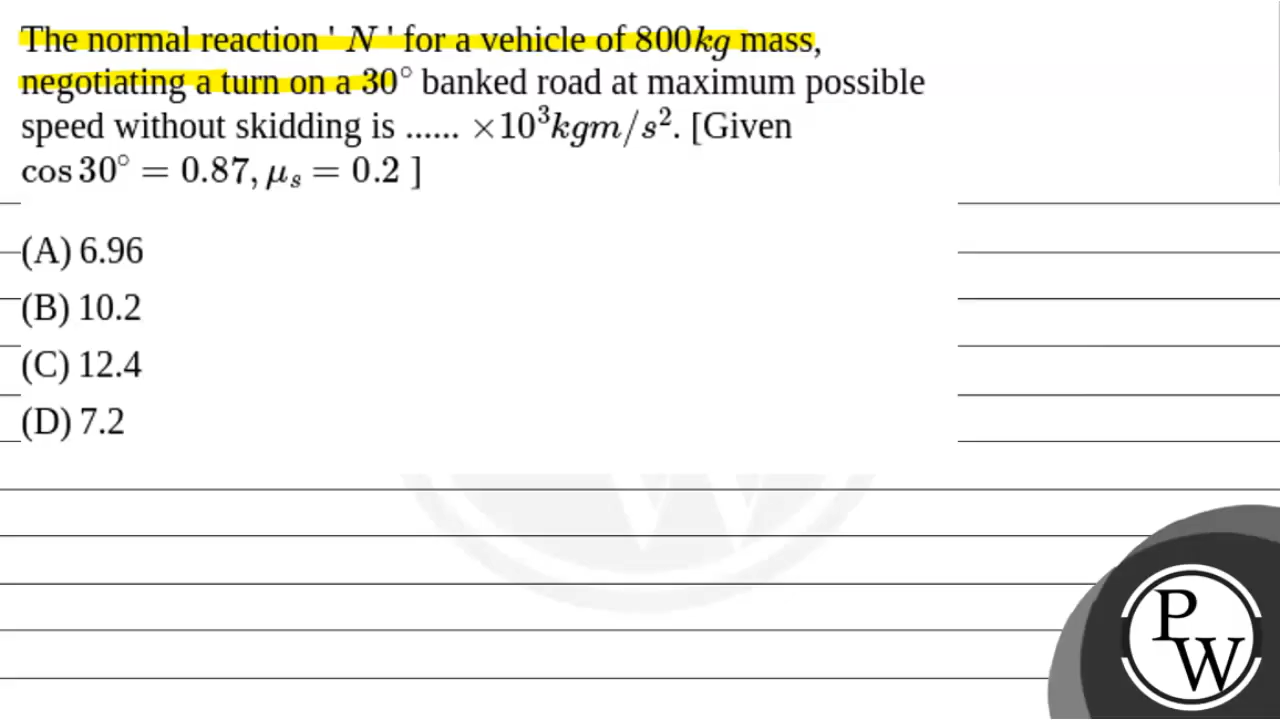 The normal reaction ' N ' for a vehicle of 800kg mass,
negotiating a turn on a 30° banked road at maximum possible
speed without skidding is ...... ×10³kgm/s². [Given
cos 30° = 0.87, μₛ = 0.2 ]
(A) 6.96
(B) 10.2
(C) 12.4
(D) 7.2
P
W